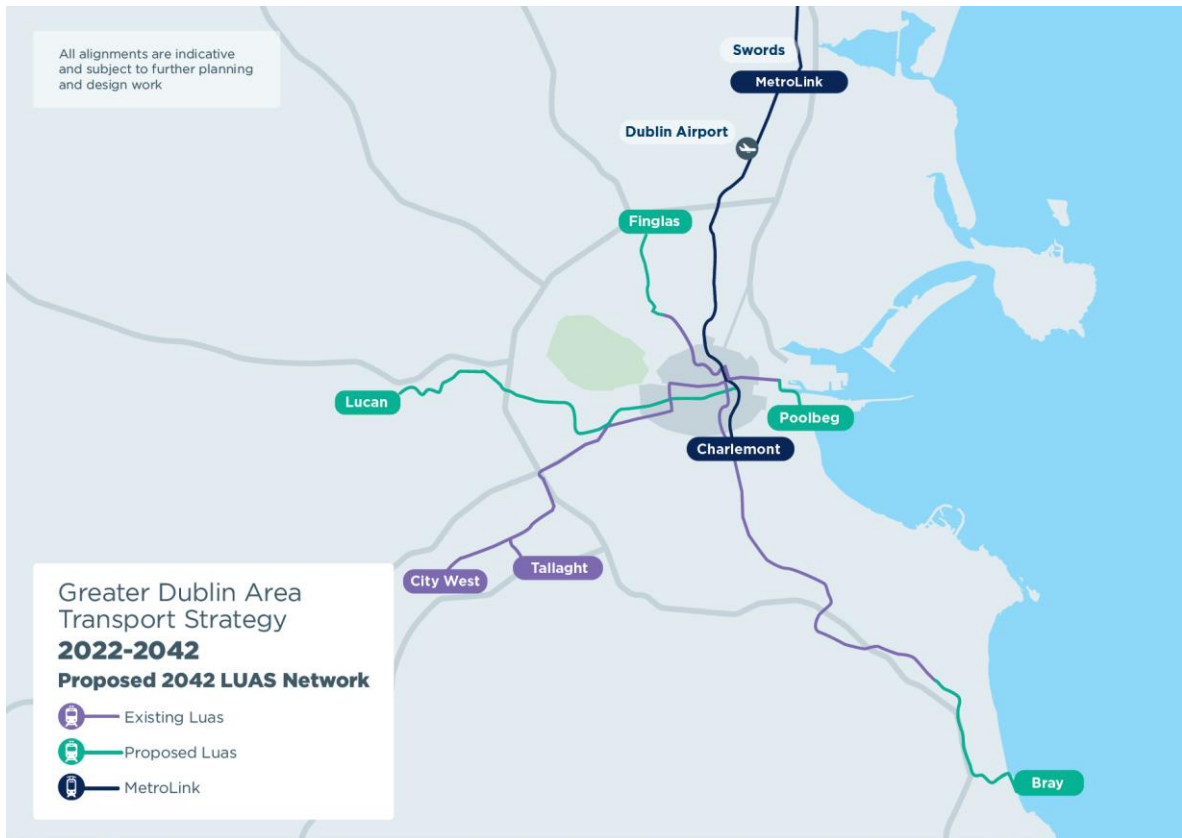 All alignments are indicative
and subject to further planning
and design work
Swords
MetroLink
Dublin Airport
Finglas
Lucan
Poolbeg
Charlemont
City West
Tallaght
Bray
Greater Dublin Area
Transport Strategy
2022-2042
Proposed 2042 LUAS Network
Existing Luas
Proposed Luas
MetroLink